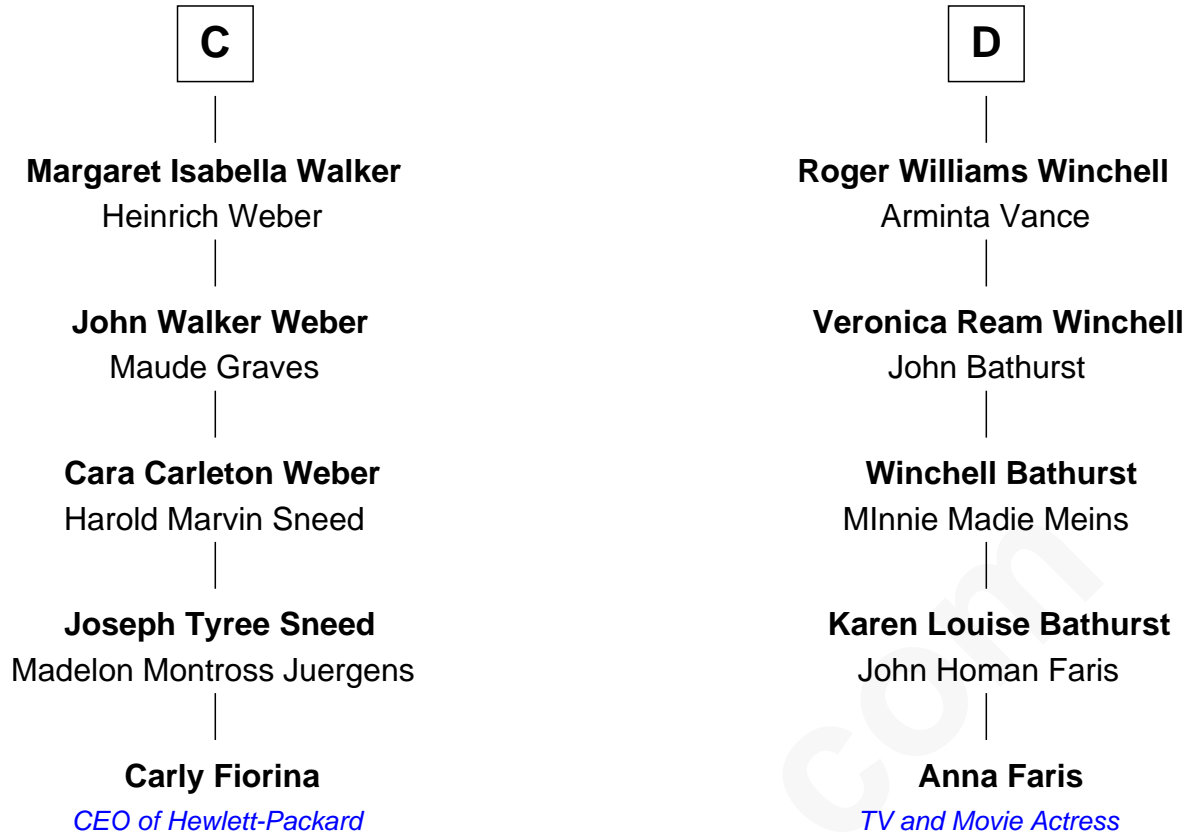 C
Margaret Isabella Walker
Heinrich Weber
John Walker Weber
Maude Graves
Cara Carleton Weber
Harold Marvin Sneed
Joseph Tyree Sneed
Madelon Montross Juergens
Carly Fiorina
CEO of Hewlett-Packard
D
Roger Williams Winchell
Arminta Vance
Veronica Ream Winchell
John Bathurst
Winchell Bathurst
MInnie Madie Meins
Karen Louise Bathurst
John Homan Faris
Anna Faris
TV and Movie Actress
com